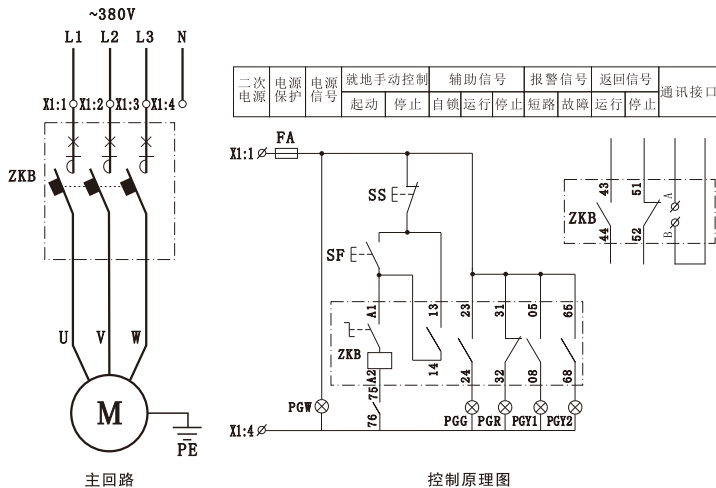 ~380V
L1 L2 L3 N
X1:1 X1:2 X1:3 X1:4
ZKB
U V W
M
PE
主回路
二次电源 电源保护 电源信号 就地手动控制 辅助信号 报警信号 返回信号 通讯接口
起动 停止 自锁 运行 停止 短路 故障 运行 停止
X1:1 FA
SS
SF
A1 13 23 31 05 65
ZKB
A2 14 24 32 08 68
75
76
PGW PGG PGR PGY1 PGY2
X1:4
43 51 A
ZKB
44 52 B
控制原理图